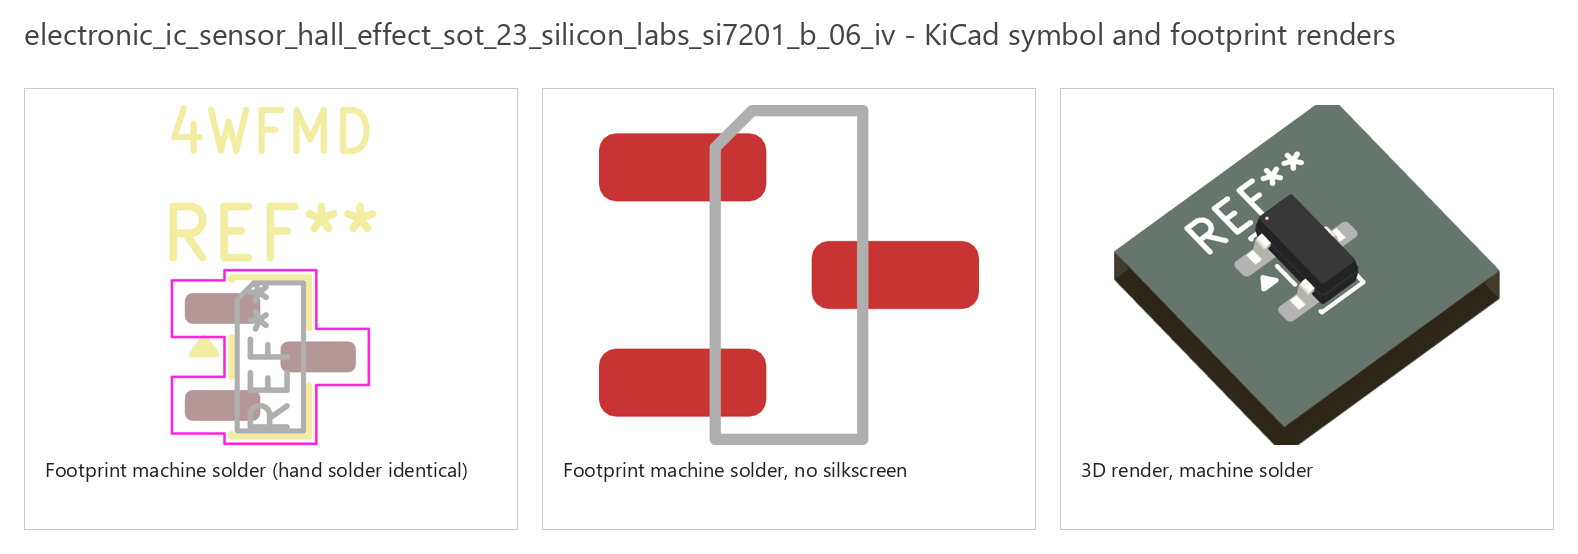 electronic_ic_sensor_hall_effect_sot_23_silicon_labs_si7201_b_06_iv - KiCad symbol and footprint renders
4WFMD
REF**
REF**
Footprint machine solder (hand solder identical)
Footprint machine solder, no silkscreen
REF**
3D render, machine solder